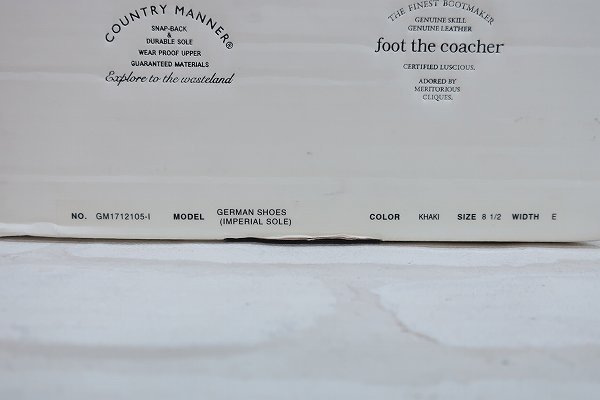 COUNTRY MANNER®
SNAP-BACK
&
DURABLE SOLE
WEAR PROOF UPPER
GUARANTEED MATERIALS
Explore to the wasteland
THE FINEST BOOTMAKER
GENUINE SKILL
GENUINE LEATHER
foot the coacher
CERTIFIED LUSCIOUS.
ADORED BY
MERITORIOUS
CLIQUES.
NO. GM1712105-I MODEL GERMAN SHOES COLOR KHAKI SIZE 8 1/2 WIDTH E
(IMPERIAL SOLE)